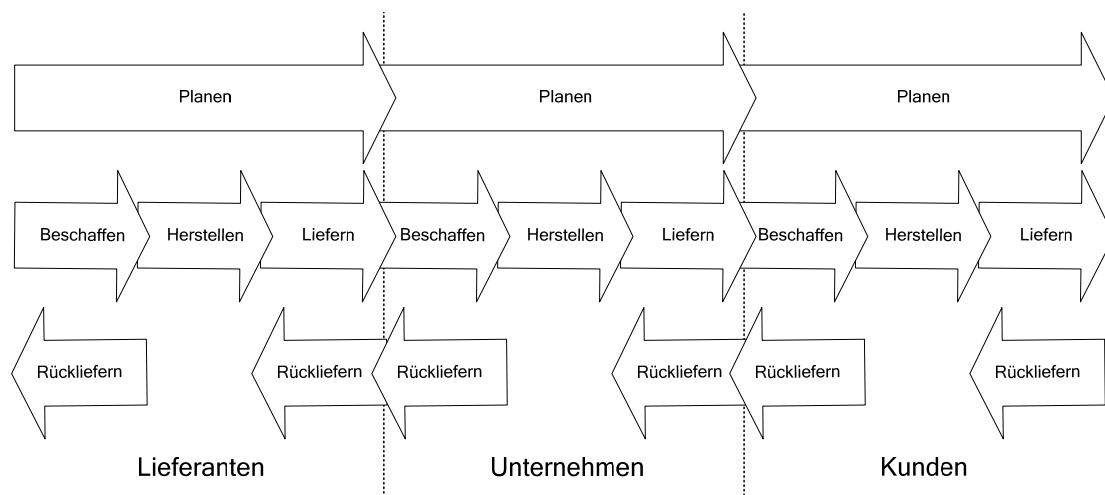 Planen
Planen
Planen
Beschaffen
Herstellen
Liefern
Beschaffen
Herstellen
Liefern
Beschaffen
Herstellen
Liefern
Rückliefern
Rückliefern
Rückliefern
Rückliefern
Rückliefern
Rückliefern
Lieferanten
Unternehmen
Kunden